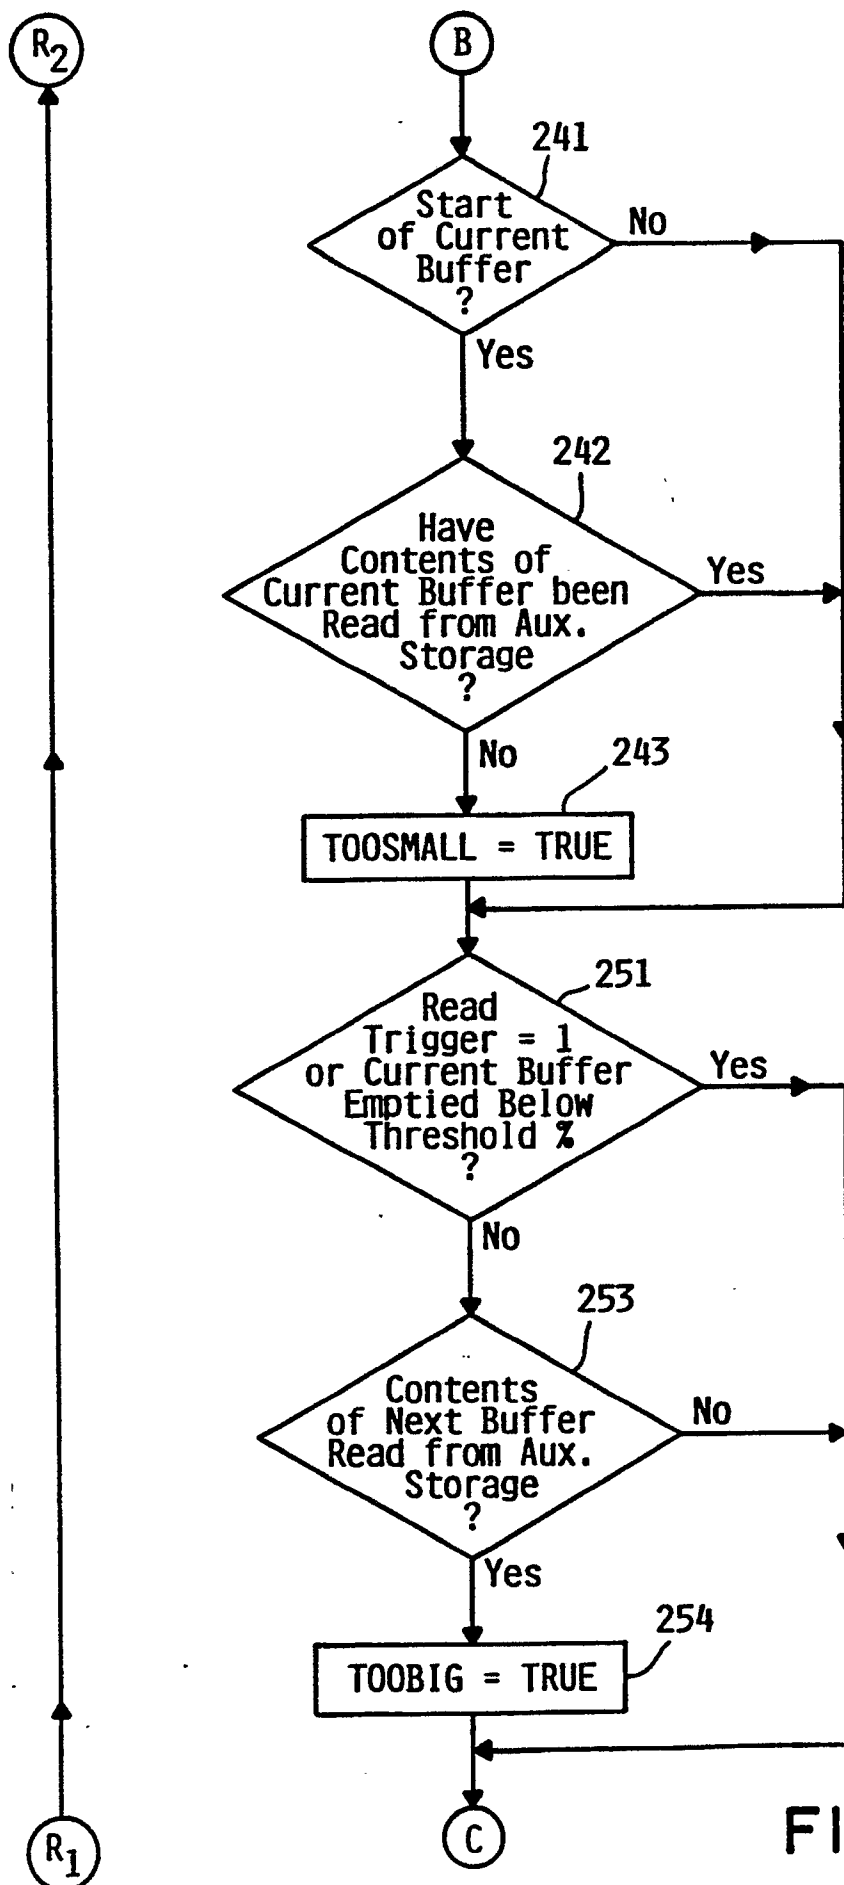 R2
B
241
Start
of Current
Buffer
?
No
Yes
242
Have
Contents of
Current Buffer been
Read from Aux.
Storage
?
Yes
No
243
TOOSMALL = TRUE
251
Read
Trigger = 1
or Current Buffer
Emptied Below
Threshold %
?
Yes
No
253
Contents
of Next Buffer
Read from Aux.
Storage
?
No
Yes
254
TOOBIG = TRUE
C
R1
FI